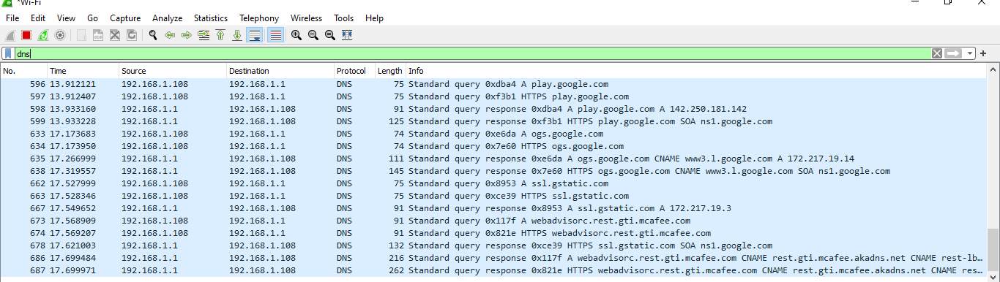 *Wi-Fi
File Edit View Go Capture Analyze Statistics Telephony Wireless Tools Help
dns
No. Time Source Destination Protocol Length Info
596 13.912121 192.168.1.108 192.168.1.1 DNS 75 Standard query 0xdba4 A play.google.com
597 13.912407 192.168.1.108 192.168.1.1 DNS 75 Standard query 0xf3b1 HTTPS play.google.com
598 13.933160 192.168.1.1 192.168.1.108 DNS 91 Standard query response 0xdba4 A play.google.com A 142.250.181.142
599 13.933228 192.168.1.1 192.168.1.108 DNS 125 Standard query response 0xf3b1 HTTPS play.google.com SOA ns1.google.com
633 17.173683 192.168.1.108 192.168.1.1 DNS 74 Standard query 0xe6da A ogs.google.com
634 17.173950 192.168.1.108 192.168.1.1 DNS 74 Standard query 0x7e60 HTTPS ogs.google.com
635 17.266999 192.168.1.1 192.168.1.108 DNS 111 Standard query response 0xe6da A ogs.google.com CNAME www3.l.google.com A 172.217.19.14
638 17.319557 192.168.1.1 192.168.1.108 DNS 145 Standard query response 0x7e60 HTTPS ogs.google.com CNAME www3.l.google.com SOA ns1.google.com
662 17.527999 192.168.1.108 192.168.1.1 DNS 75 Standard query 0x8953 A ssl.gstatic.com
663 17.528346 192.168.1.108 192.168.1.1 DNS 75 Standard query 0xce39 HTTPS ssl.gstatic.com
667 17.549652 192.168.1.1 192.168.1.108 DNS 91 Standard query response 0x8953 A ssl.gstatic.com A 172.217.19.3
673 17.568909 192.168.1.108 192.168.1.1 DNS 91 Standard query 0x117f A webadvisorc.rest.gti.mcafee.com
674 17.569207 192.168.1.108 192.168.1.1 DNS 91 Standard query 0x821e HTTPS webadvisorc.rest.gti.mcafee.com
678 17.621003 192.168.1.1 192.168.1.108 DNS 132 Standard query response 0xce39 HTTPS ssl.gstatic.com SOA ns1.google.com
686 17.699484 192.168.1.1 192.168.1.108 DNS 216 Standard query response 0x117f A webadvisorc.rest.gti.mcafee.com CNAME rest.gti.mcafee.akadns.net CNAME rest-lb…
687 17.699971 192.168.1.1 192.168.1.108 DNS 262 Standard query response 0x821e HTTPS webadvisorc.rest.gti.mcafee.com CNAME rest.gti.mcafee.akadns.net CNAME res…